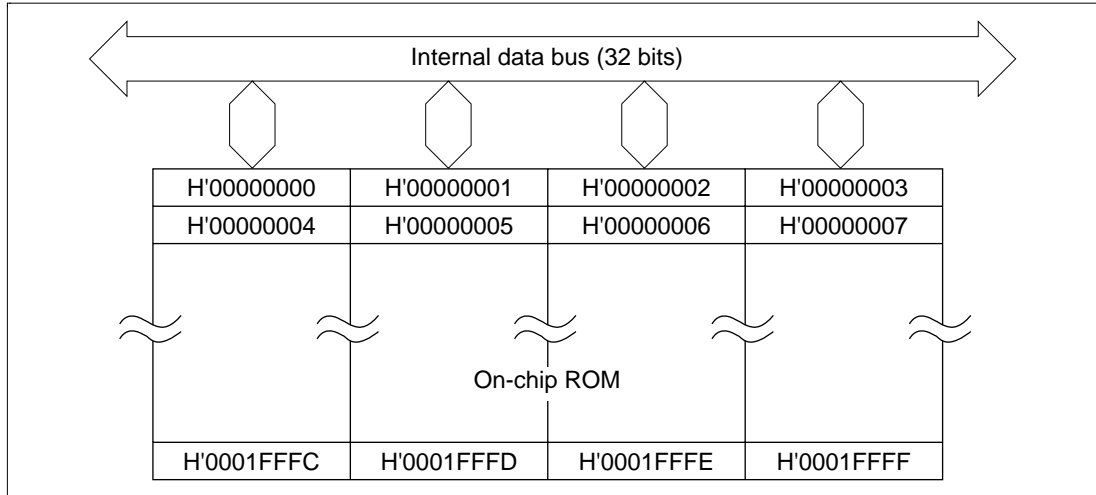 Internal data bus (32 bits)
H'00000000 H'00000001 H'00000002 H'00000003
H'00000004 H'00000005 H'00000006 H'00000007
On-chip ROM
H'0001FFFC H'0001FFFD H'0001FFFE H'0001FFFF